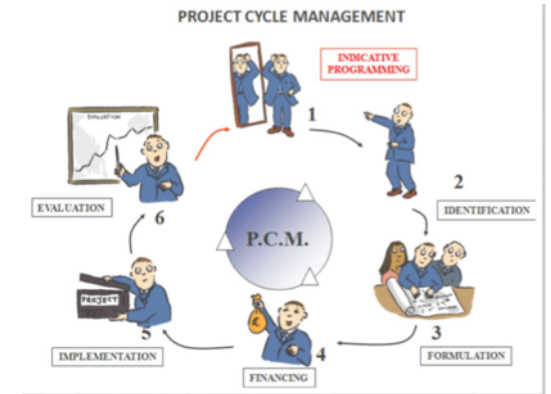 PROJECT CYCLE MANAGEMENT
INDICATIVE
PROGRAMMING
1
2
IDENTIFICATION
3
FORMULATION
4
FINANCING
5
IMPLEMENTATION
PROJECT
6
EVALUATION
EVALUATION
P.C.M.
€